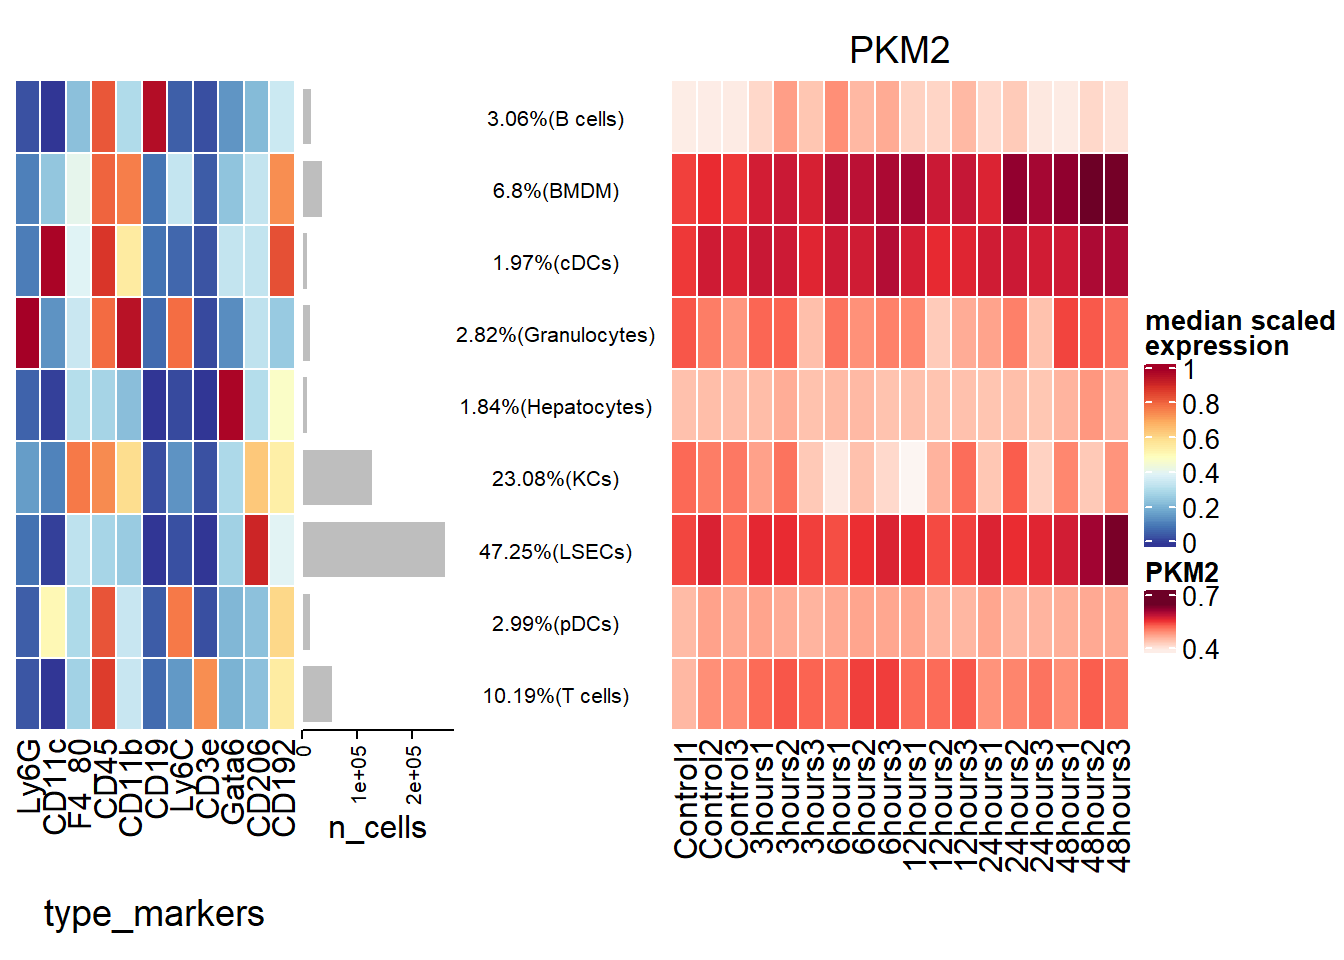 PKM2
3.06%(B cells)
6.8%(BMDM)
1.97%(cDCs)
2.82%(Granulocytes)
1.84%(Hepatocytes)
23.08%(KCs)
47.25%(LSECs)
2.99%(pDCs)
10.19%(T cells)
Ly6G
CD11c
F4_80
CD45
CD11b
CD19
Ly6C
CD3e
Gata6
CD206
CD192
type_markers
0
1e+05
2e+05
n_cells
Control1
Control2
Control3
3hours1
3hours2
3hours3
6hours1
6hours2
6hours3
12hours1
12hours2
12hours3
24hours1
24hours2
24hours3
48hours1
48hours2
48hours3
median scaled
expression
1
0.8
0.6
0.4
0.2
0
PKM2
0.7
0.4